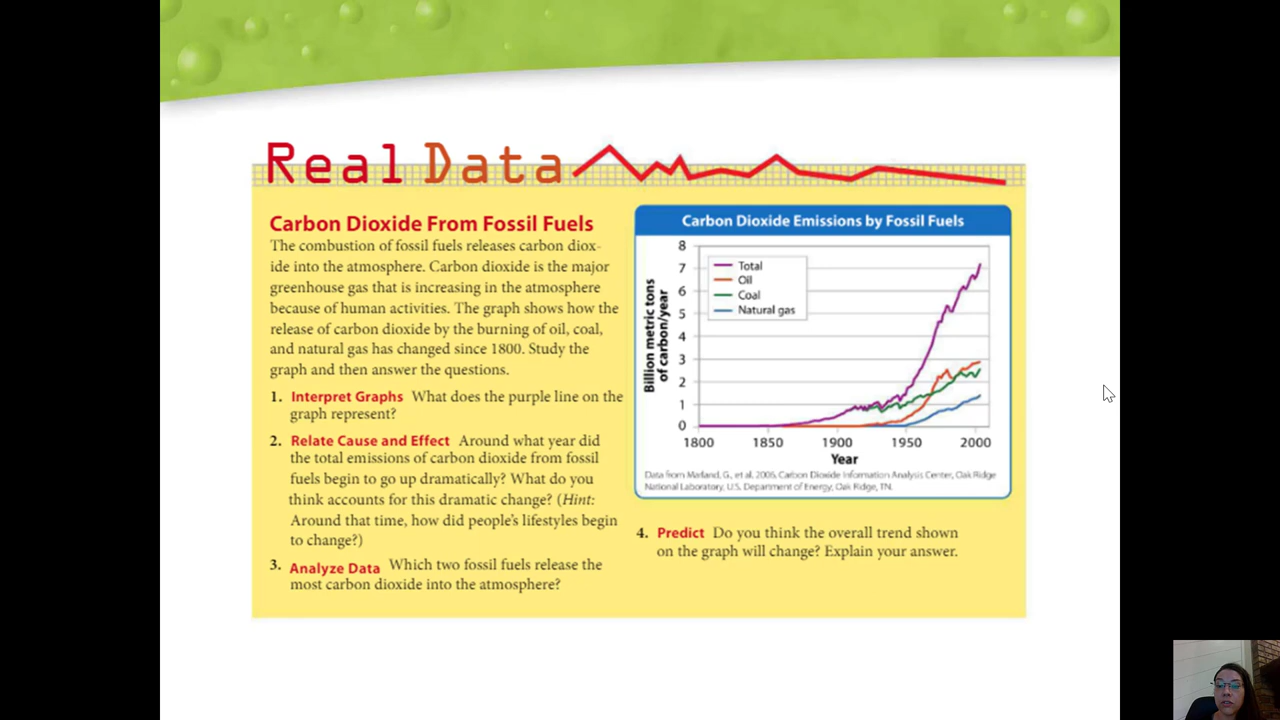 Real Data
Carbon Dioxide From Fossil Fuels
The combustion of fossil fuels releases carbon diox-
ide into the atmosphere. Carbon dioxide is the major
greenhouse gas that is increasing in the atmosphere
because of human activities. The graph shows how the
release of carbon dioxide by the burning of oil, coal,
and natural gas has changed since 1800. Study the
graph and then answer the questions.
1. Interpret Graphs What does the purple line on the
graph represent?
2. Relate Cause and Effect Around what year did
the total emissions of carbon dioxide from fossil
fuels begin to go up dramatically? What do you
think accounts for this dramatic change? (Hint:
Around that time, how did people's lifestyles begin
to change?)
3. Analyze Data Which two fossil fuels release the
most carbon dioxide into the atmosphere?
Carbon Dioxide Emissions by Fossil Fuels
Billion metric tons
of carbon/year
8
7
6
5
4
3
2
1
0
Total
Oil
Coal
Natural gas
1800 1850 1900 1950 2000
Year
Data from Marland, G., et al. 2006. Carbon Dioxide Information Analysis Center, Oak Ridge
National Laboratory, U.S. Department of Energy, Oak Ridge, TN.
4. Predict Do you think the overall trend shown
on the graph will change? Explain your answer.